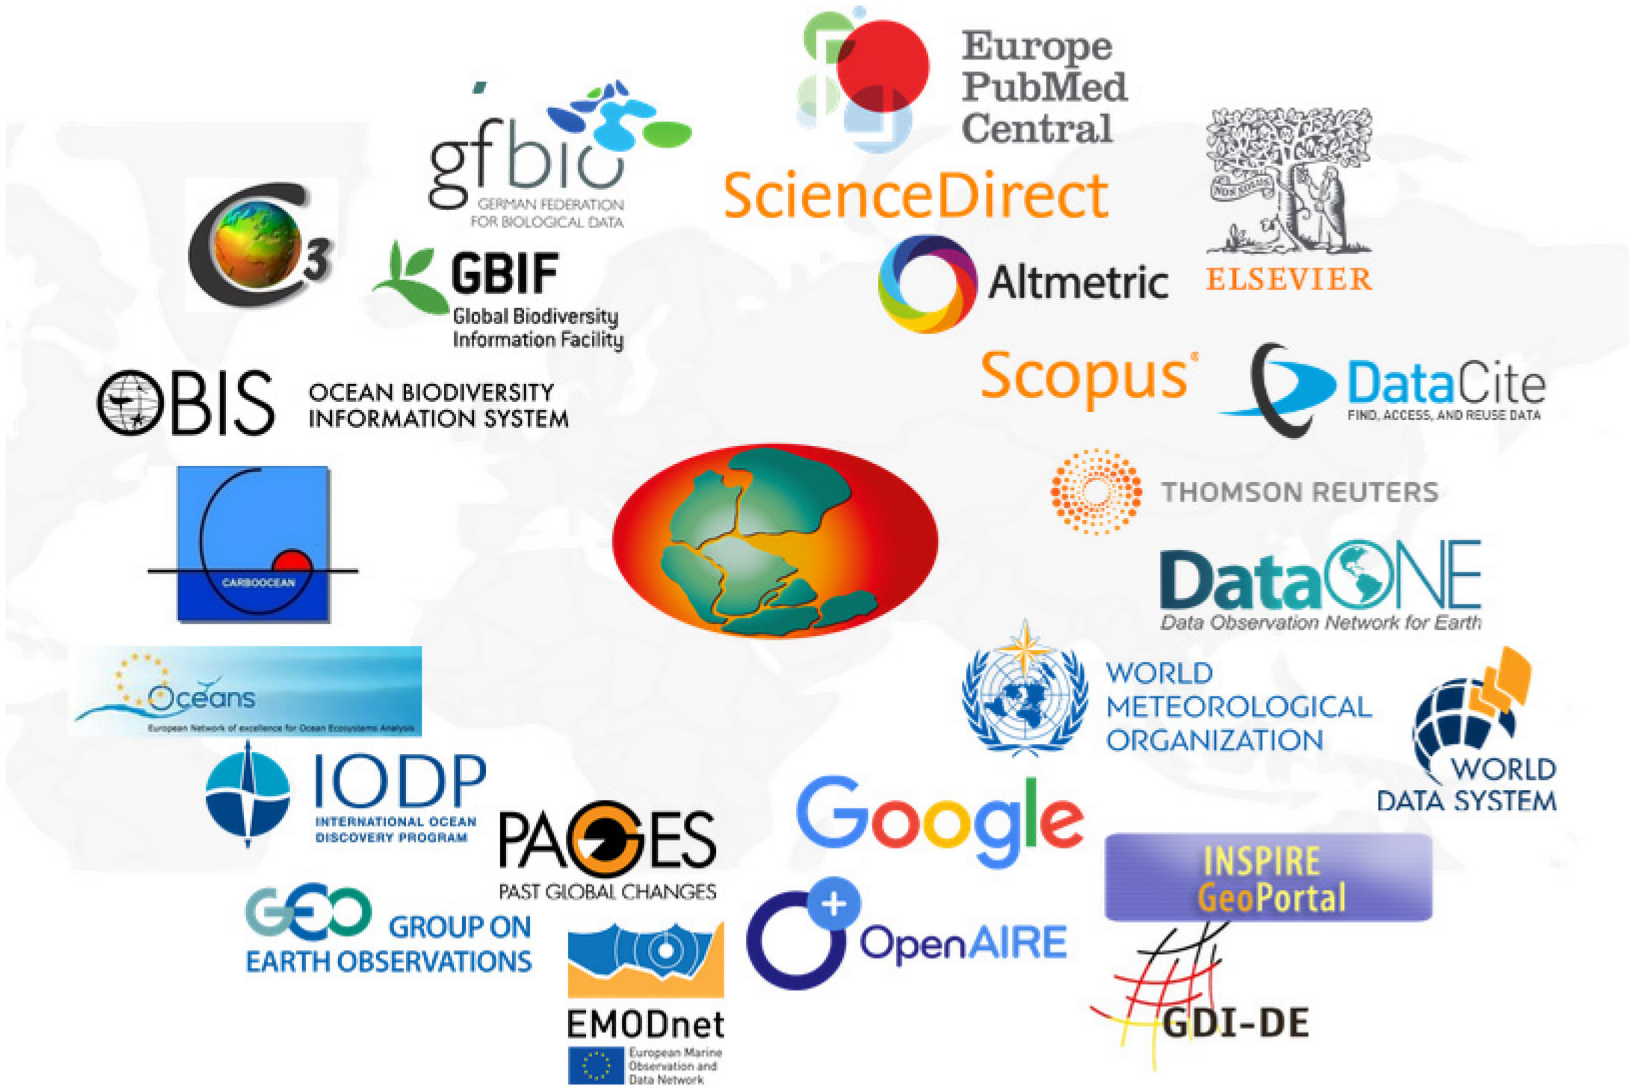 Europe
PubMed
Central
gfbio
GERMAN FEDERATION
FOR BIOLOGICAL DATA
ScienceDirect
NON SOLUS
ELSEVIER
C3
GBIF
Global Biodiversity
Information Facility
Altmetric
OBIS OCEAN BIODIVERSITY
INFORMATION SYSTEM
Scopus®
DataCite
FIND, ACCESS, AND REUSE DATA
CARBOOCEAN
THOMSON REUTERS
DataONE
Data Observation Network for Earth
Oceans
European Network of excellence for Ocean Ecosystems Analysis
WORLD
METEOROLOGICAL
ORGANIZATION
WORLD
DATA SYSTEM
IODP
INTERNATIONAL OCEAN
DISCOVERY PROGRAM
PAGES
PAST GLOBAL CHANGES
Google
INSPIRE
GeoPortal
GEO GROUP ON
EARTH OBSERVATIONS
OpenAIRE
EMODnet
European Marine
Observation and
Data Network
GDI-DE